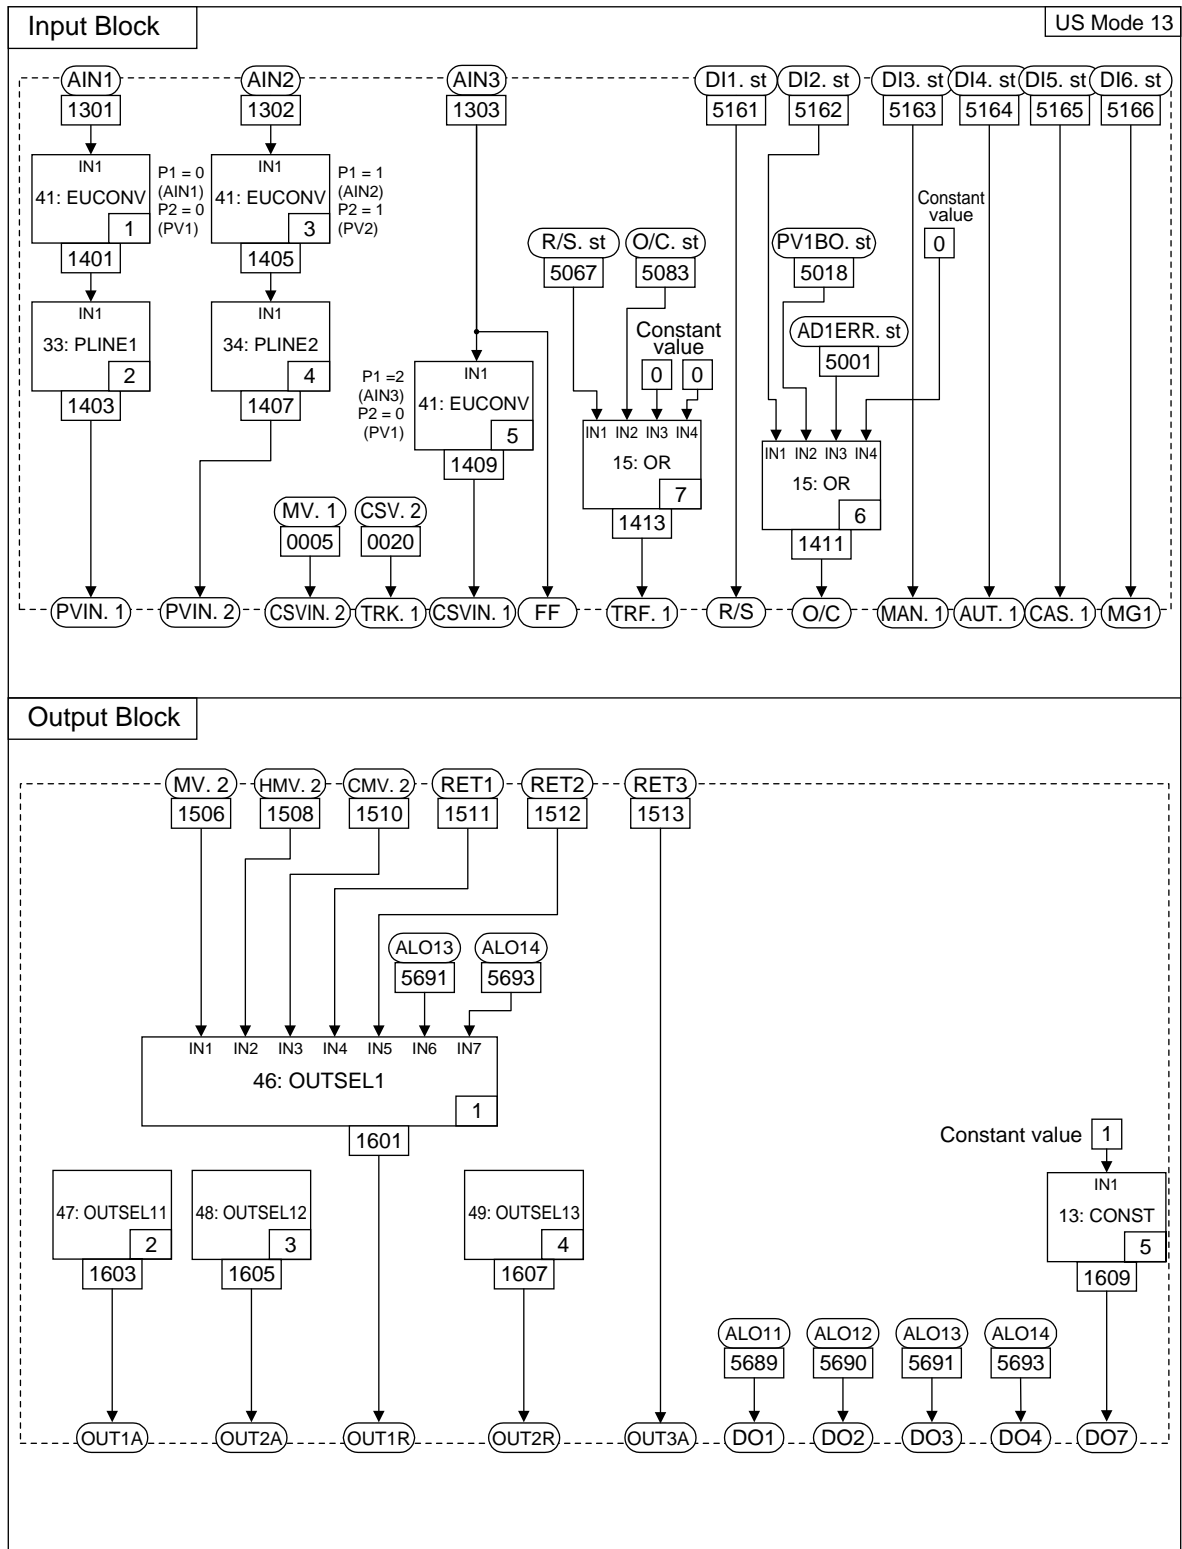 Input Block
US Mode 13
AIN1 AIN2 AIN3 DI1. st DI2. st DI3. st DI4. st DI5. st DI6. st
1301 1302 1303 5161 5162 5163 5164 5165 5166
IN1 IN1
41: EUCONV 41: EUCONV
1 3
P1 = 0
(AIN1)
P2 = 0
(PV1)
P1 = 1
(AIN2)
P2 = 1
(PV2)
1401 1405
IN1 IN1
33: PLINE1 34: PLINE2
2 4
1403 1407
R/S. st O/C. st
5067 5083
Constant
value
0 0
PV1BO. st
5018
AD1ERR. st
5001
Constant
value
0
P1 =2
(AIN3)
P2 = 0
(PV1)
IN1
41: EUCONV
5
1409
IN1 IN2 IN3 IN4
15: OR
7
1413
IN1 IN2 IN3 IN4
15: OR
6
1411
MV. 1 CSV. 2
0005 0020
PVIN. 1 PVIN. 2 CSVIN. 2 TRK. 1 CSVIN. 1 FF TRF. 1 R/S O/C MAN. 1 AUT. 1 CAS. 1 MG1
Output Block
MV. 2 HMV. 2 CMV. 2 RET1 RET2 RET3
1506 1508 1510 1511 1512 1513
ALO13 ALO14
5691 5693
IN1 IN2 IN3 IN4 IN5 IN6 IN7
46: OUTSEL1
1
1601
Constant value 1
IN1
13: CONST
5
1609
47: OUTSEL11 48: OUTSEL12 49: OUTSEL13
2 3 4
1603 1605 1607
ALO11 ALO12 ALO13 ALO14
5689 5690 5691 5693
OUT1A OUT2A OUT1R OUT2R OUT3A DO1 DO2 DO3 DO4 DO7